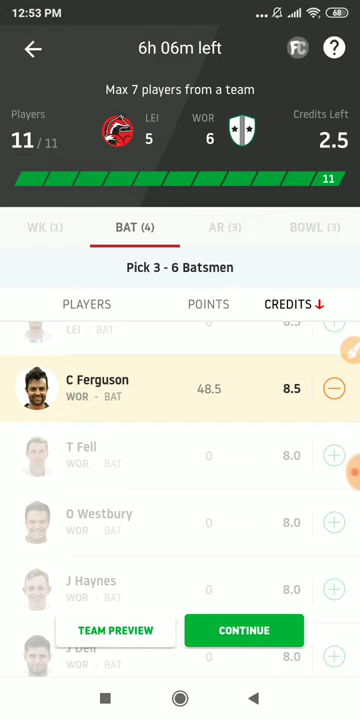 12:53 PM
68
6h 06m left
FC
?
Max 7 players from a team
Players
LEI
WOR
Credits Left
11 / 11
5
6
2.5
11
WK (1)
BAT (4)
AR (3)
BOWL (3)
Pick 3 - 6 Batsmen
PLAYERS
POINTS
CREDITS
LEI - BAT
0
8.5
C Ferguson
WOR - BAT
48.5
8.5
T Fell
WOR - BAT
0
8.0
O Westbury
WOR - BAT
0
8.0
J Haynes
WOR - BAT
0
8.0
TEAM PREVIEW
CONTINUE
J Dell
WOR - BAT
0
8.0